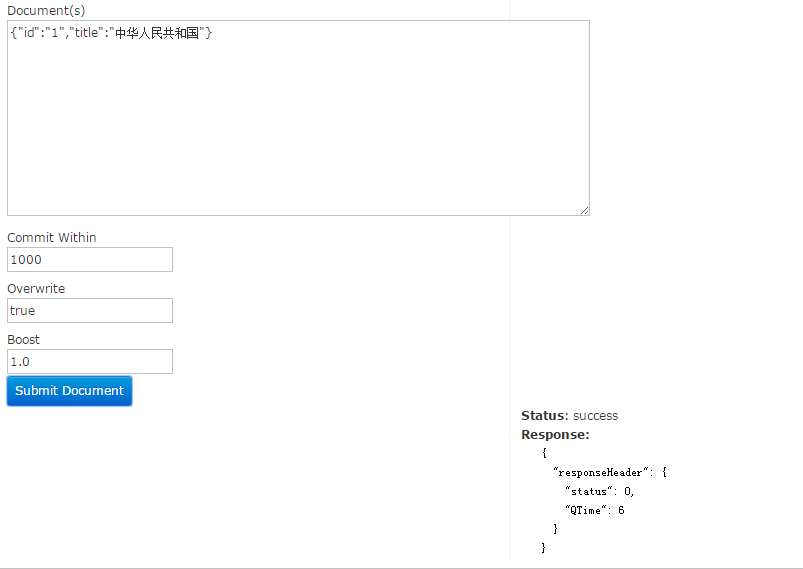 Document(s)
{"id":"1","title":"中华人民共和国"}
Commit Within
1000
Overwrite
true
Boost
1.0
Submit Document
Status: success
Response:
{
"responseHeader": {
"status": 0,
"QTime": 6
}
}